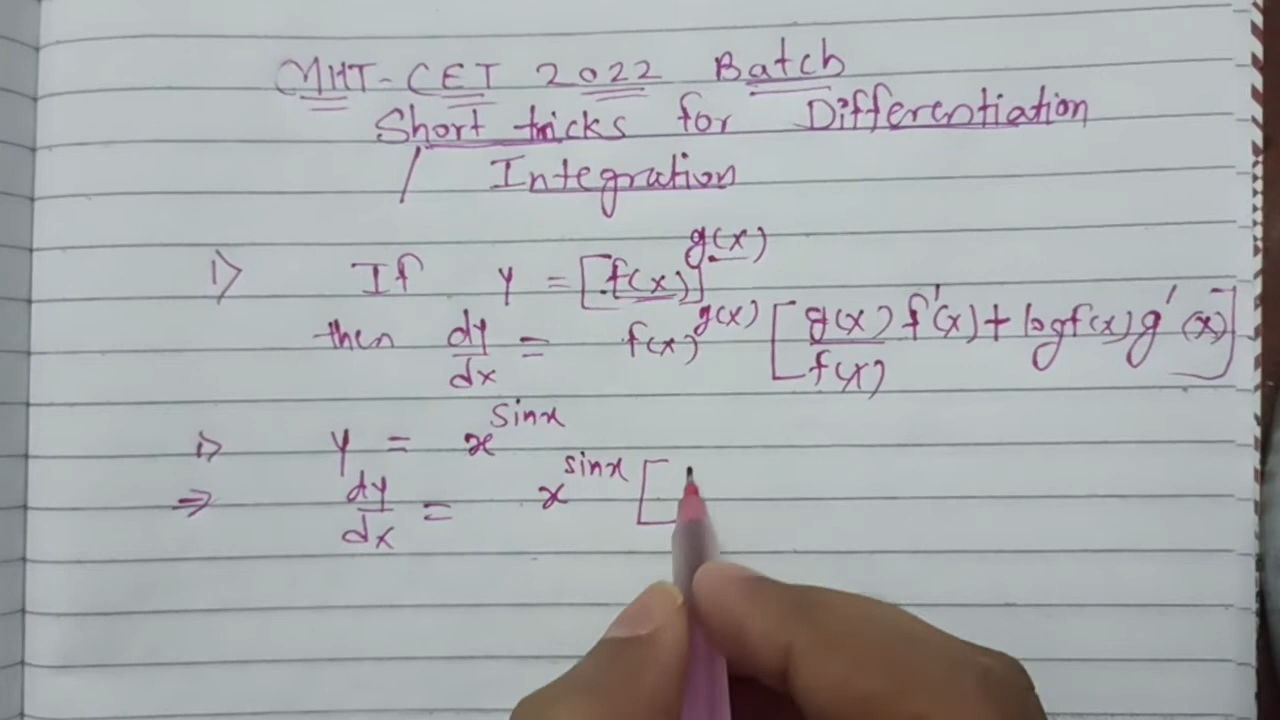 MHT-CET 2022 Batch
Short tricks for Differentiation
/ Integration
1) If y = [f(x)]^g(x)
then dy/dx = f(x)^g(x) [g(x)/f(x) f'(x) + log f(x) g'(x)]
1) y = x^sinx
⇒ dy/dx = x^sinx [